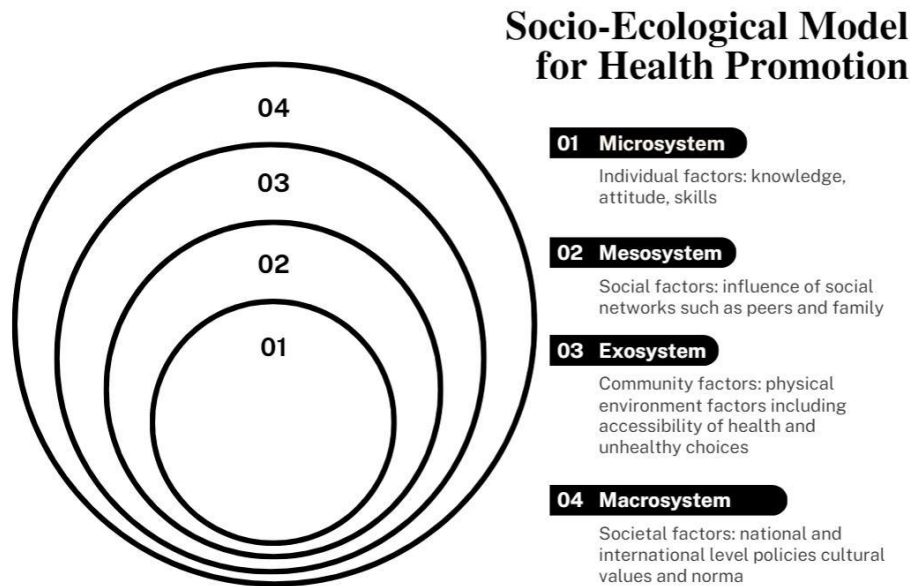 Socio-Ecological Model
for Health Promotion
04
03
02
01
01 Microsystem
Individual factors: knowledge,
attitude, skills
02 Mesosystem
Social factors: influence of social
networks such as peers and family
03 Exosystem
Community factors: physical
environment factors including
accessibility of health and
unhealthy choices
04 Macrosystem
Societal factors: national and
international level policies cultural
values and norma